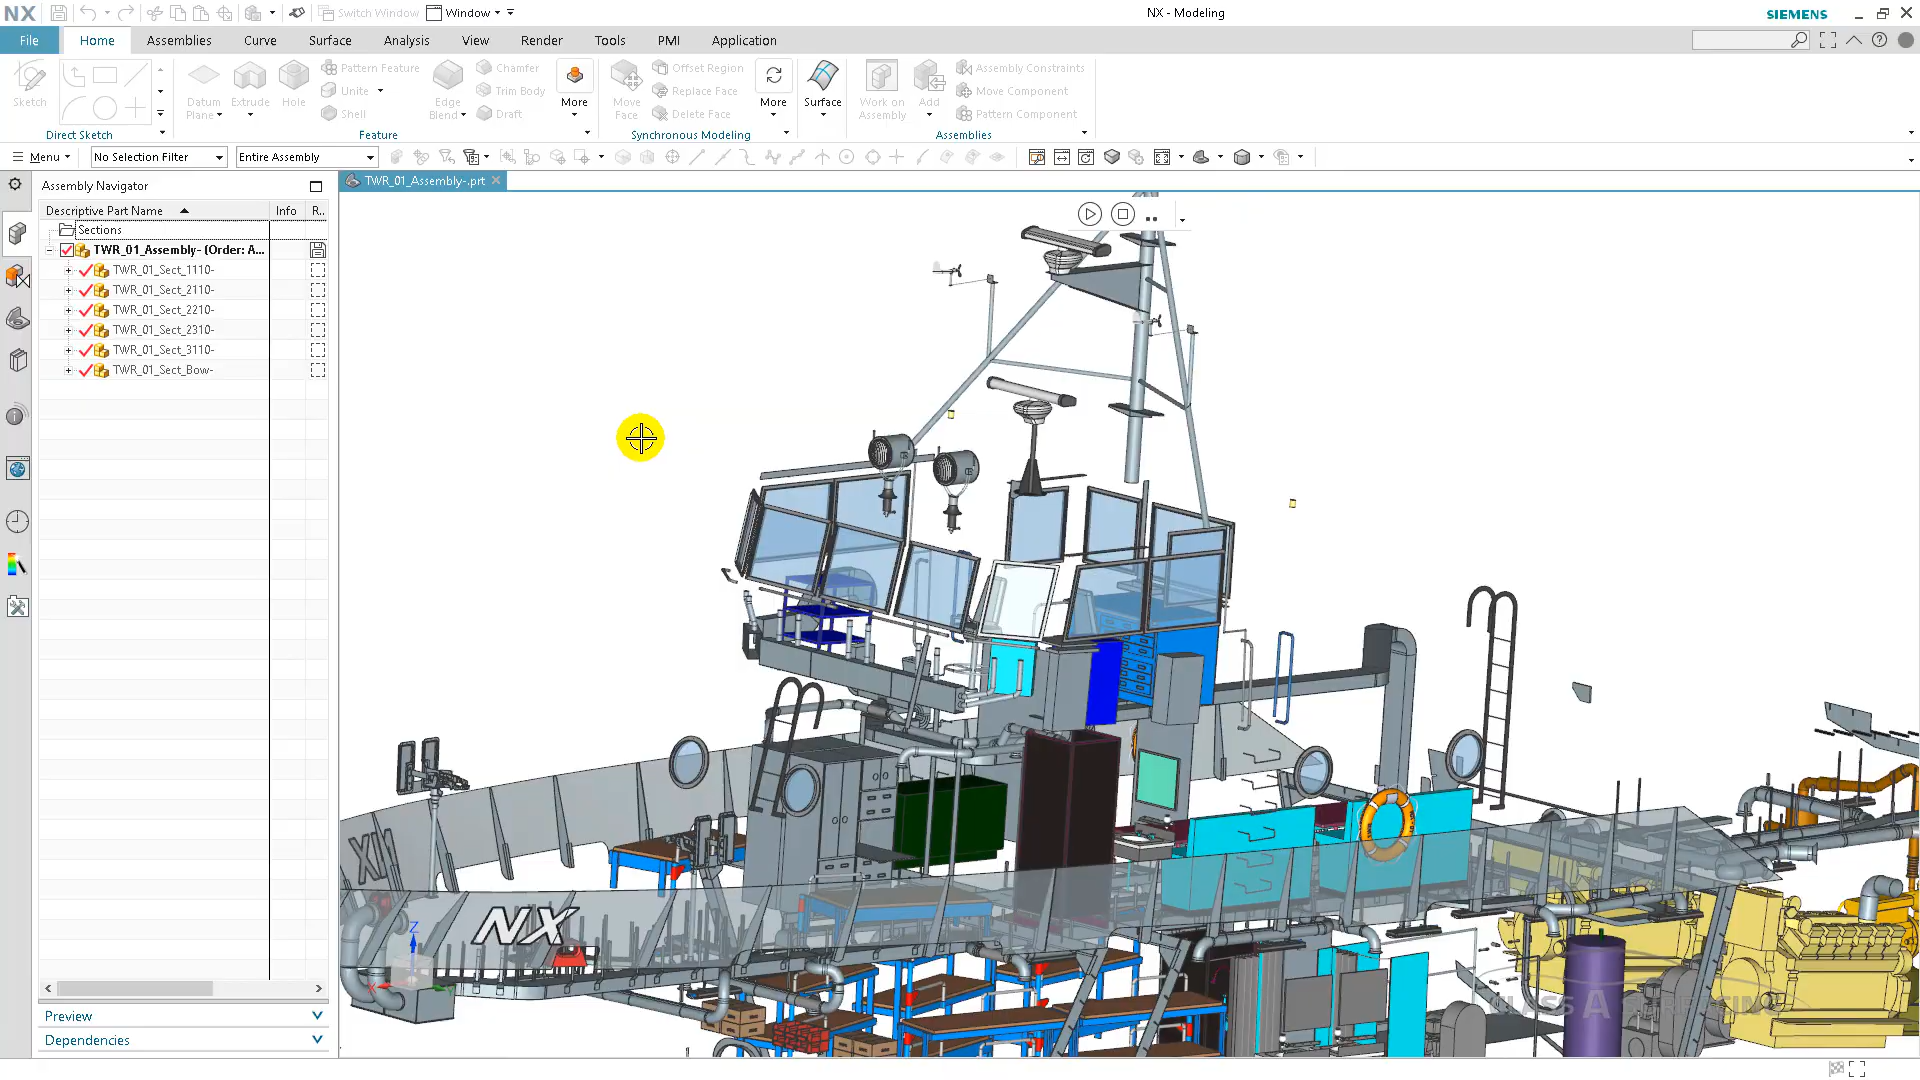 NX
Switch Window
Window
NX - Modeling
SIEMENS
File
Home
Assemblies
Curve
Surface
Analysis
View
Render
Tools
PMI
Application
Sketch
Direct Sketch
Datum
Plane
Extrude
Hole
Pattern Feature
Unite
Shell
Edge
Blend
Chamfer
Trim Body
Draft
More
Feature
Move
Face
Offset Region
Replace Face
Delete Face
More
Synchronous Modeling
Surface
Work on
Assembly
Add
Assembly Constraints
Move Component
Pattern Component
Assemblies
Menu
No Selection Filter
Entire Assembly
Assembly Navigator
TWR_01_Assembly-.prt
Descriptive Part Name
Info
R..
Sections
TWR_01_Assembly- (Order: A...
TWR_01_Sect_1110-
TWR_01_Sect_2110-
TWR_01_Sect_2210-
TWR_01_Sect_2310-
TWR_01_Sect_3110-
TWR_01_Sect_Bow-
NX
Z
X
Y
Preview
Dependencies
CLASS A SURFACING